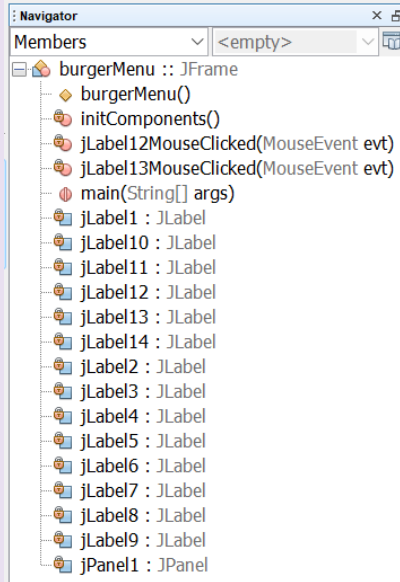 Navigator
Members <empty>
burgerMenu :: JFrame
burgerMenu()
initComponents()
jLabel12MouseClicked(MouseEvent evt)
jLabel13MouseClicked(MouseEvent evt)
main(String[] args)
jLabel1 : JLabel
jLabel10 : JLabel
jLabel11 : JLabel
jLabel12 : JLabel
jLabel13 : JLabel
jLabel14 : JLabel
jLabel2 : JLabel
jLabel3 : JLabel
jLabel4 : JLabel
jLabel5 : JLabel
jLabel6 : JLabel
jLabel7 : JLabel
jLabel8 : JLabel
jLabel9 : JLabel
jPanel1 : JPanel